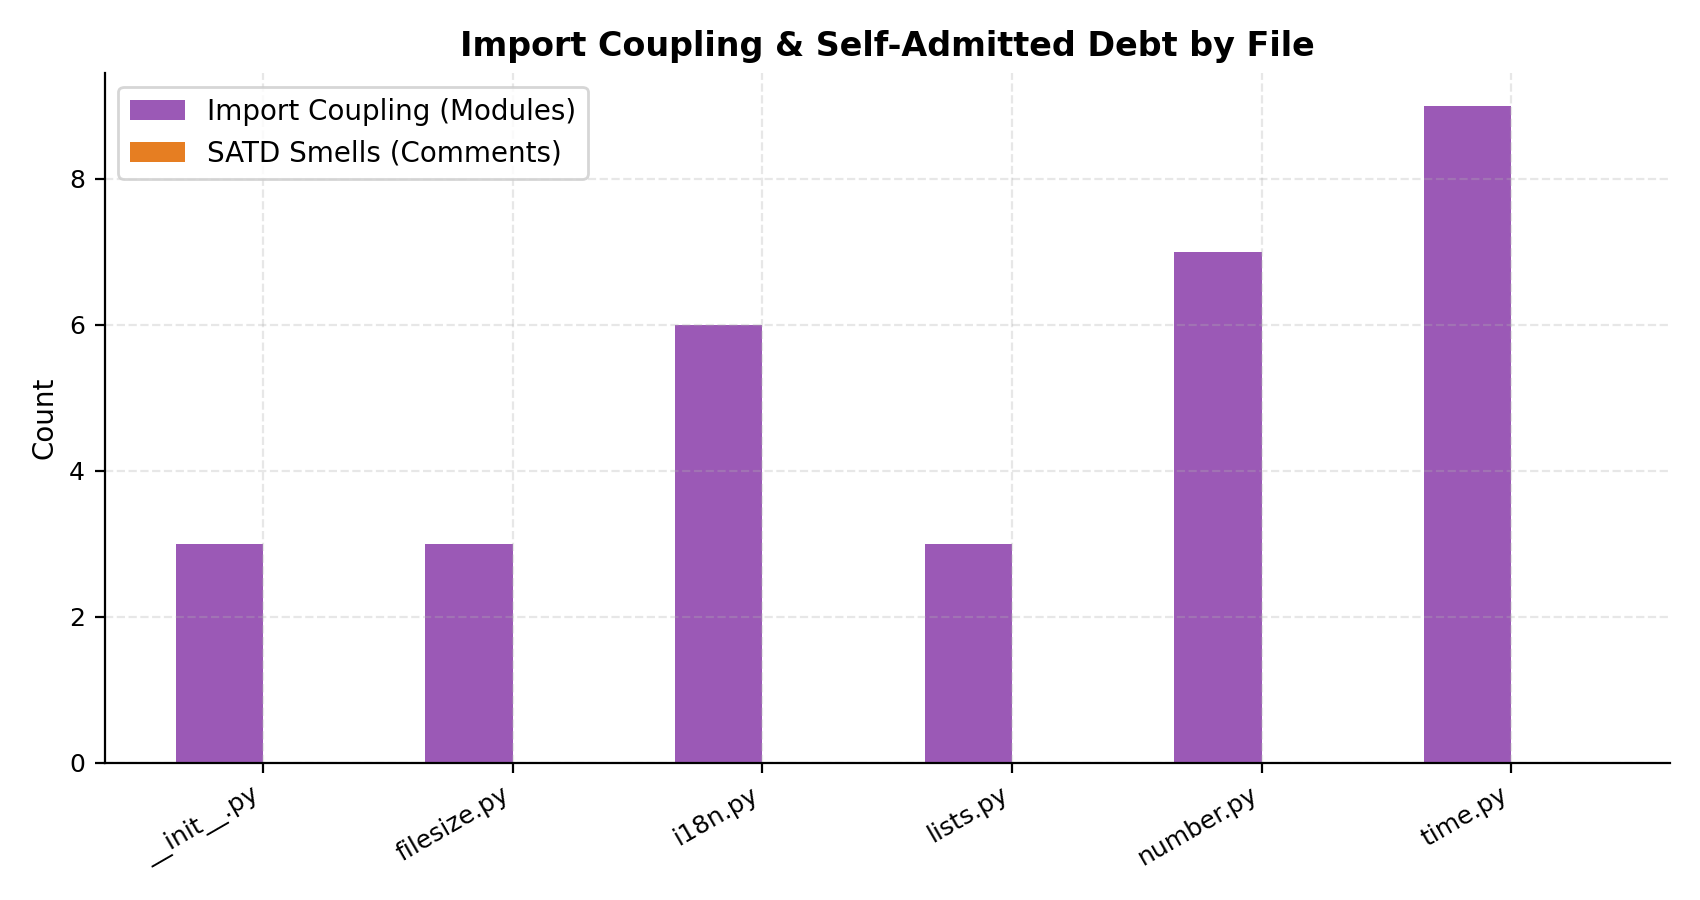 Import Coupling & Self-Admitted Debt by File
Import Coupling (Modules)
SATD Smells (Comments)
Count
8
6
4
2
0
__init__.py
filesize.py
i18n.py
lists.py
number.py
time.py